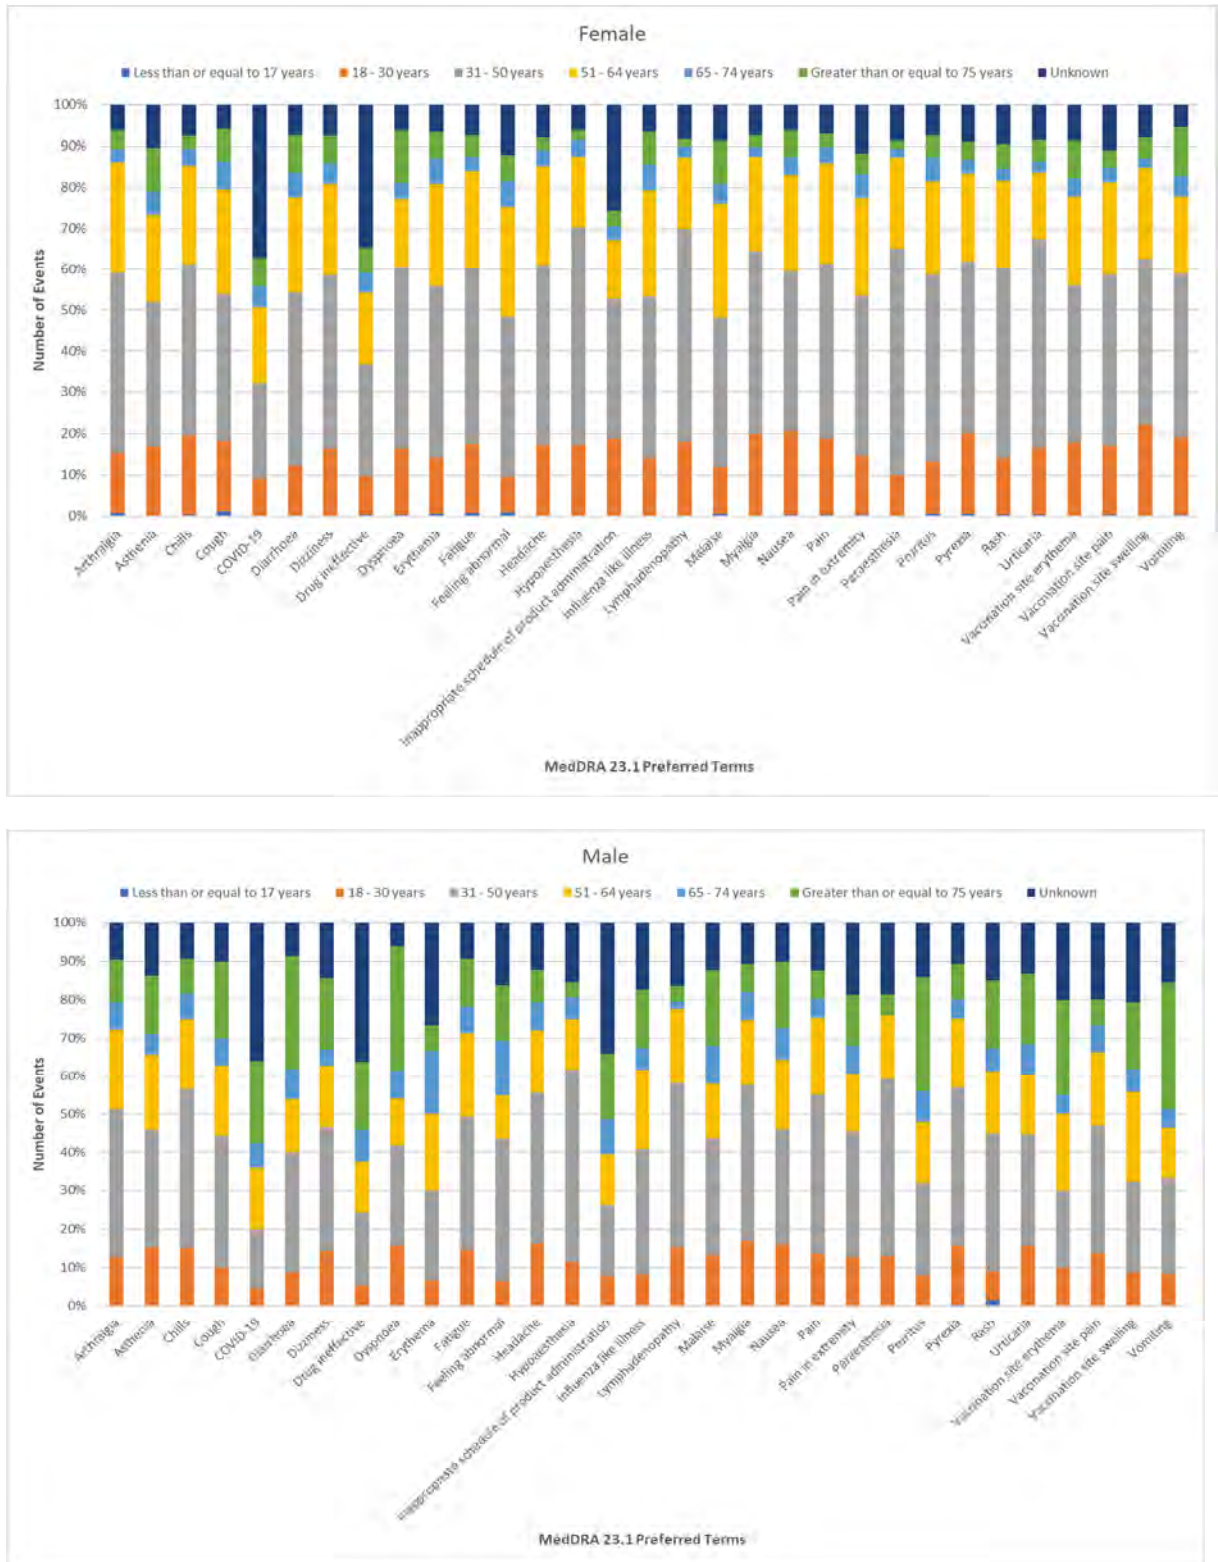 Female
Less than or equal to 17 years 18 - 30 years 31 - 50 years 51 - 64 years 65 - 74 years Greater than or equal to 75 years Unknown
100%
90%
80%
70%
60%
50%
40%
30%
20%
10%
0%
Number of Events
Arthralgia
Asthenia
Chills
Cough
COVID-19
Diarrhoea
Dizziness
Drug ineffective
Dyspnoea
Erythema
Fatigue
Feeling abnormal
Headache
Hypoaesthesia
Inappropriate schedule of product administration
Influenza like illness
Lymphadenopathy
Malaise
Myalgia
Nausea
Pain
Pain in extremity
Paraesthesia
Pruritus
Pyrexia
Rash
Urticaria
Vaccination site erythema
Vaccination site pain
Vaccination site swelling
Vomiting
MedDRA 23.1 Preferred Terms
Male
Less than or equal to 17 years 18 - 30 years 31 - 50 years 51 - 64 years 65 - 74 years Greater than or equal to 75 years Unknown
100%
90%
80%
70%
60%
50%
40%
30%
20%
10%
0%
Number of Events
Arthralgia
Asthenia
Chills
Cough
COVID-19
Diarrhoea
Dizziness
Drug ineffective
Dyspnoea
Erythema
Fatigue
Feeling abnormal
Headache
Hypoaesthesia
Inappropriate schedule of product administration
Influenza like illness
Lymphadenopathy
Malaise
Myalgia
Nausea
Pain
Pain in extremity
Paraesthesia
Pruritus
Pyrexia
Rash
Urticaria
Vaccination site erythema
Vaccination site pain
Vaccination site swelling
Vomiting
MedDRA 23.1 Preferred Terms